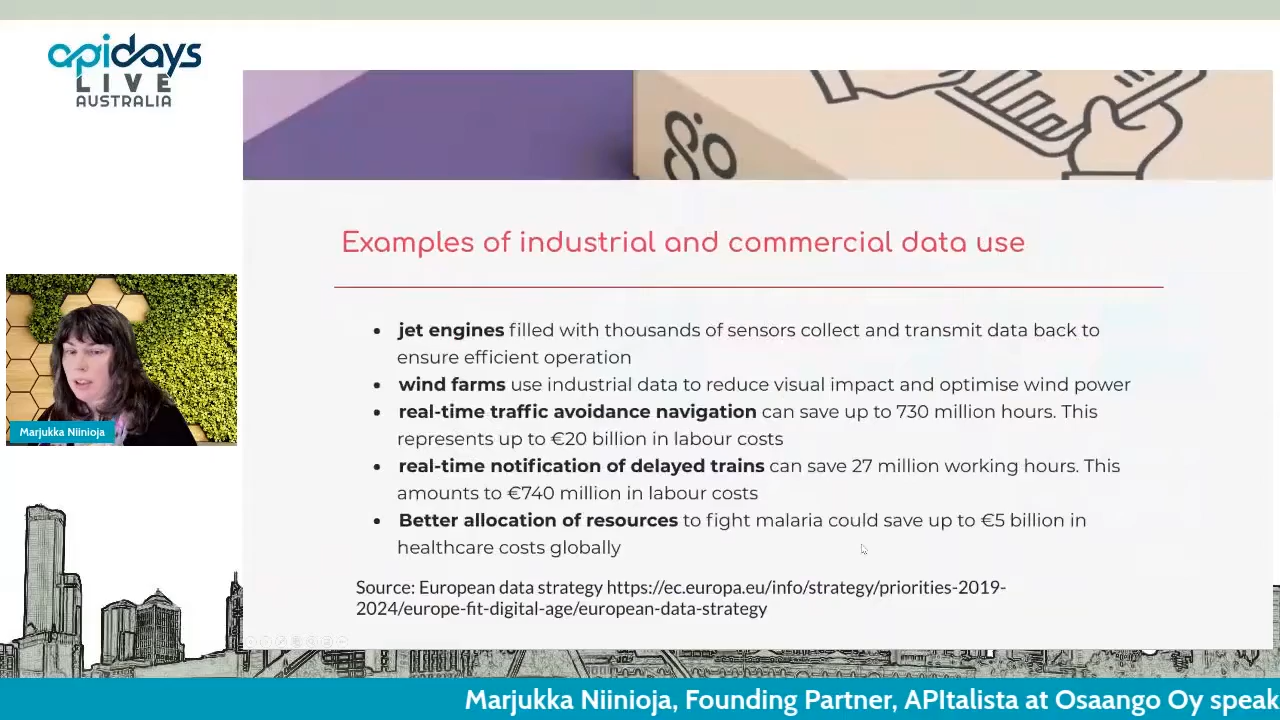 apidays
LIVE
AUSTRALIA
Examples of industrial and commercial data use
• jet engines filled with thousands of sensors collect and transmit data back to
ensure efficient operation
• wind farms use industrial data to reduce visual impact and optimise wind power
• real-time traffic avoidance navigation can save up to 730 million hours. This
represents up to €20 billion in labour costs
• real-time notification of delayed trains can save 27 million working hours. This
amounts to €740 million in labour costs
• Better allocation of resources to fight malaria could save up to €5 billion in
healthcare costs globally
Source: European data strategy https://ec.europa.eu/info/strategy/priorities-2019-
2024/europe-fit-digital-age/european-data-strategy
Marjukka Niinioja
Marjukka Niinioja, Founding Partner, APItalista at Osaango Oy speak